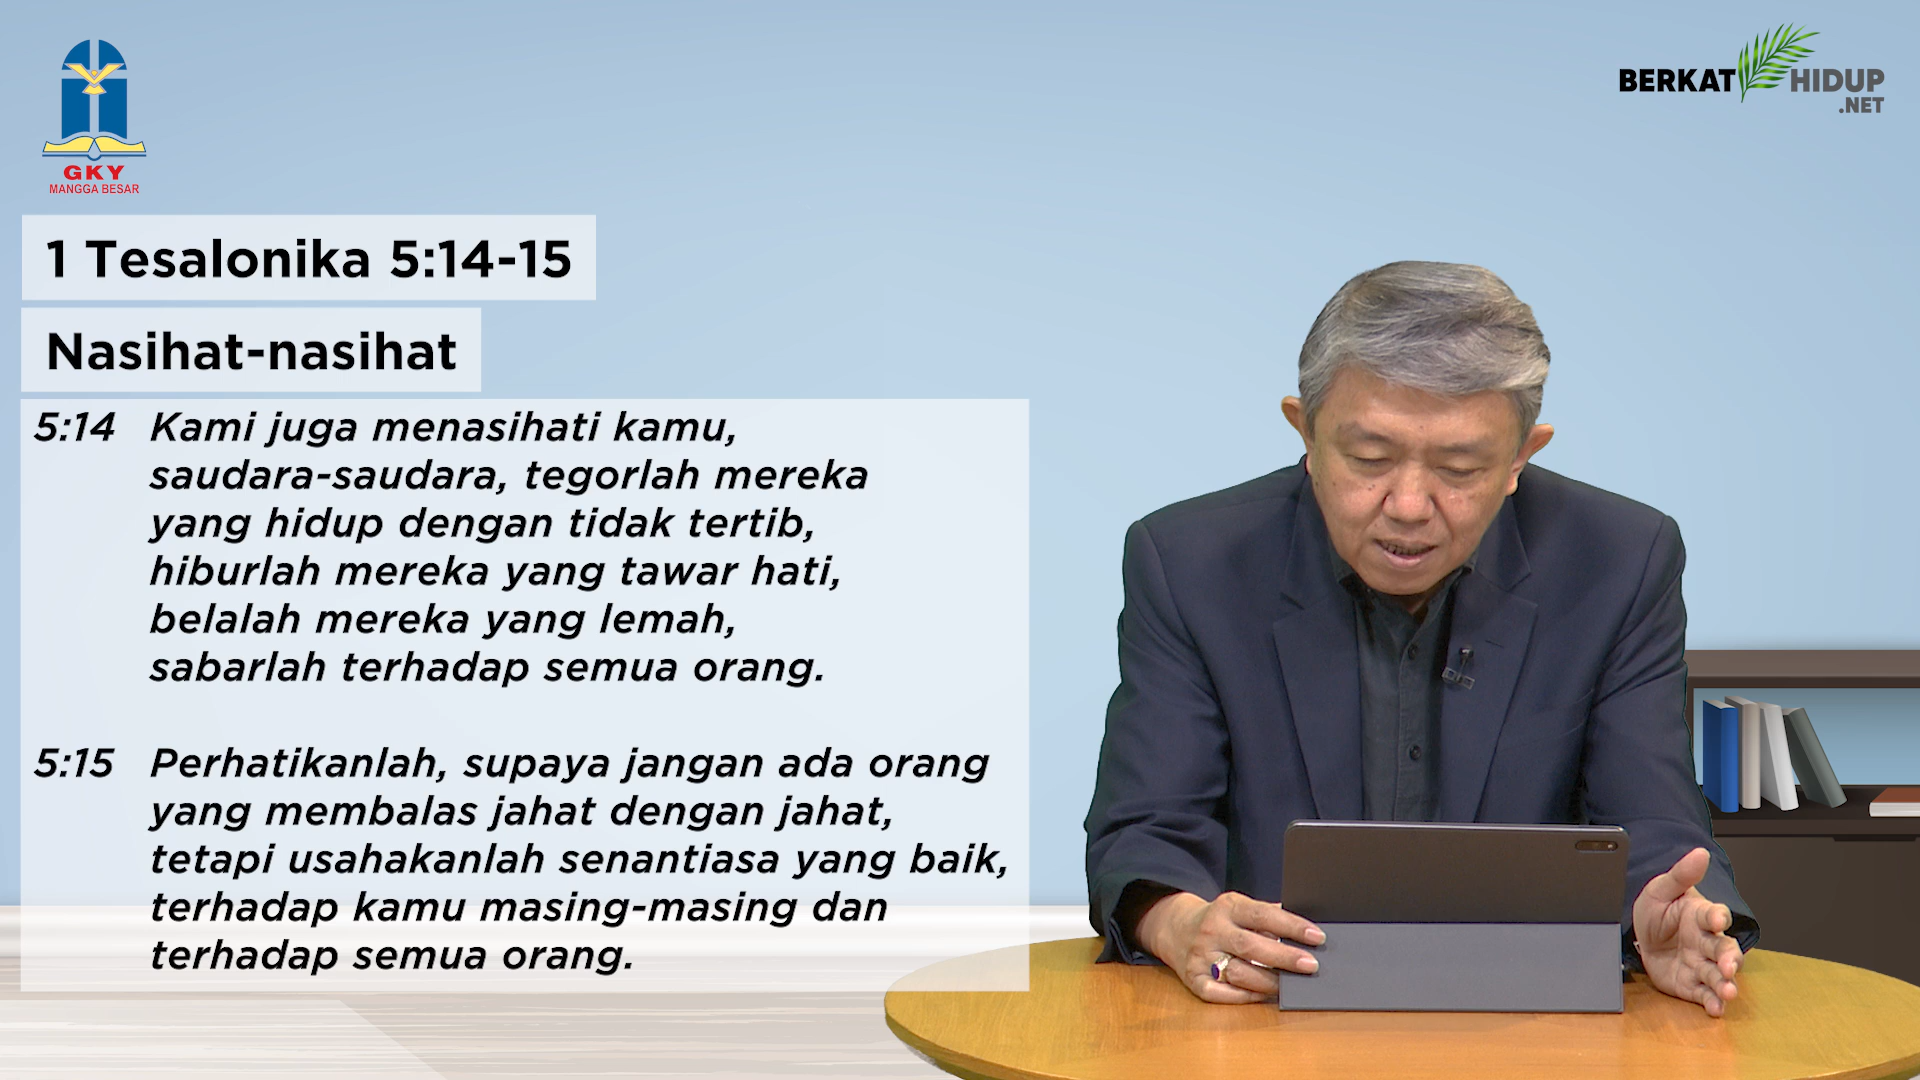 GKY
MANGGA BESAR
BERKAT HIDUP
.NET
1 Tesalonika 5:14-15
Nasihat-nasihat
5:14 Kami juga menasihati kamu,
saudara-saudara, tegorlah mereka
yang hidup dengan tidak tertib,
hiburlah mereka yang tawar hati,
belalah mereka yang lemah,
sabarlah terhadap semua orang.
5:15 Perhatikanlah, supaya jangan ada orang
yang membalas jahat dengan jahat,
tetapi usahakanlah senantiasa yang baik,
terhadap kamu masing-masing dan
terhadap semua orang.